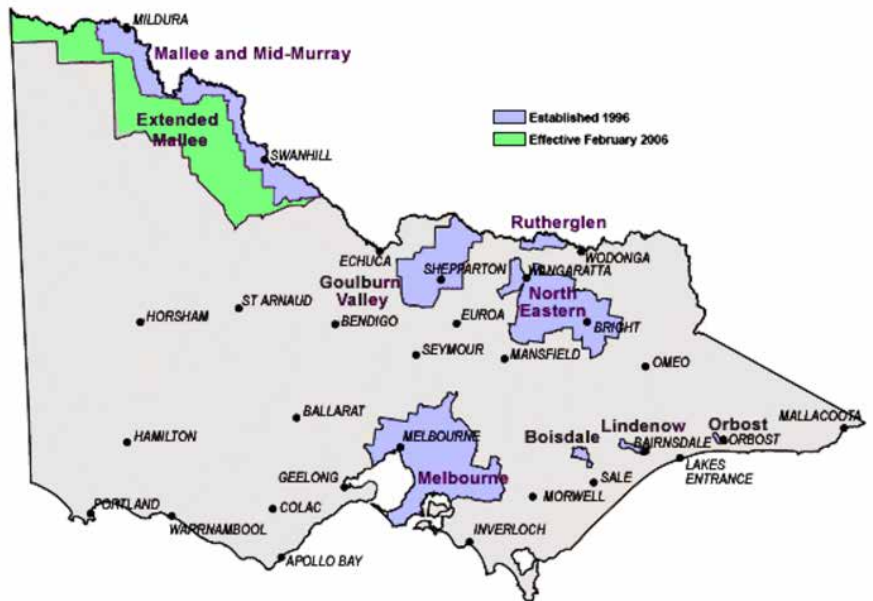 MILDURA
Mallee and Mid-Murray
Established 1996
Extended
Mallee
Effective February 2006
SWANHILL
Rutherglen
ECHUCA
WODONGA
SHEPPARTON
WANGARATTA
Goulburn
Valley
North
Eastern
ST ARNAUD
HORSHAM
BENDIGO
EUROA
BRIGHT
SEYMOUR
MANSFIELD
OMEO
BALLARAT
MALLACOOTA
HAMILTON
MELBOURNE
Boisdale
Lindenow
Orbost
BAIRNSDALE
ORBOST
GEELONG
Melbourne
SALE
LAKES
ENTRANCE
MORWELL
PORTLAND
COLAC
WARRNAMBOOL
INVERLOCH
APOLLO BAY